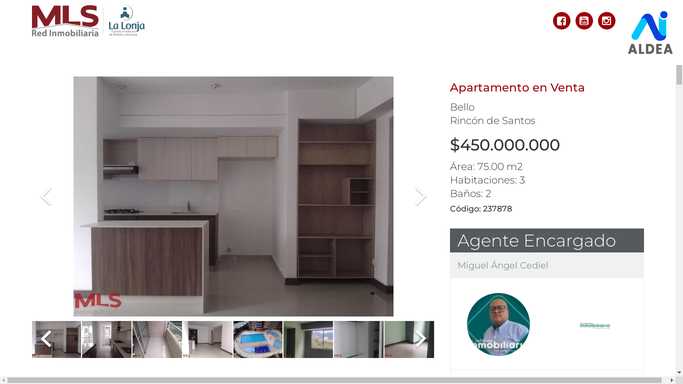 MLS
Red Inmobiliaria
La Lonja
ALDEA
Apartamento en Venta
Bello
Rincón de Santos
$450.000.000
Área: 75.00 m2
Habitaciones: 3
Baños: 2
Código: 237878
MLS
Agente Encargado
Miguel Ángel Cediel